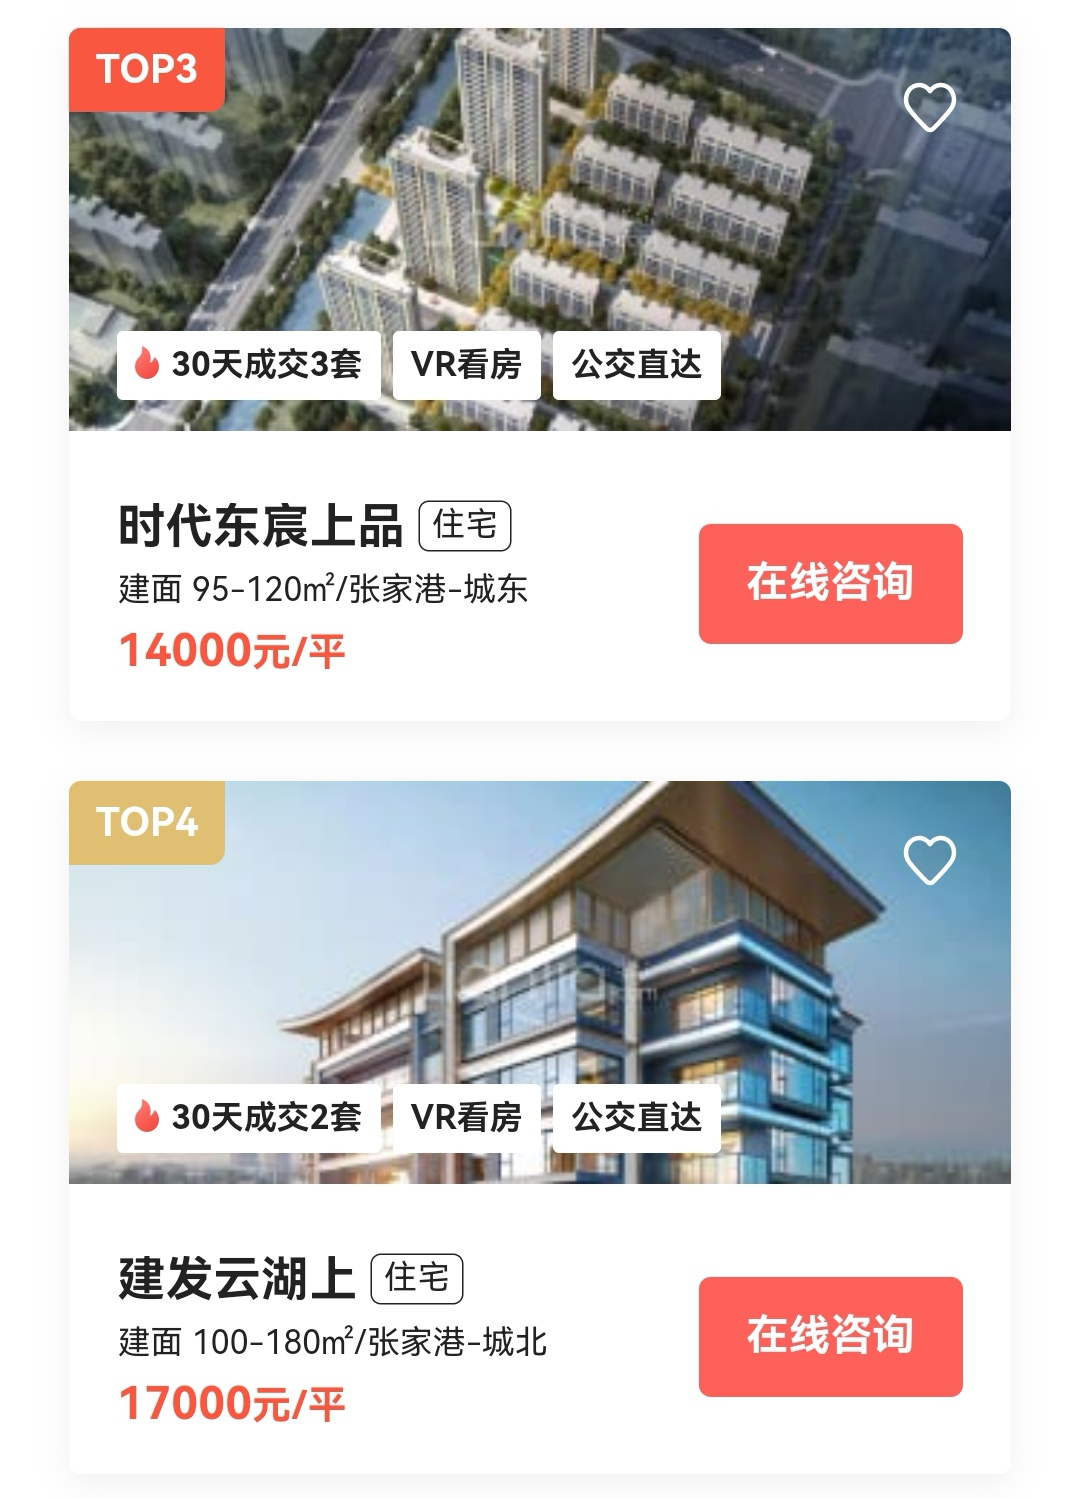 TOP3
30天成交3套 VR看房 公交直达
时代东宸上品 住宅
建面 95-120㎡/张家港-城东
14000元/平
在线咨询
TOP4
30天成交2套 VR看房 公交直达
建发云湖上 住宅
建面 100-180㎡/张家港-城北
17000元/平
在线咨询